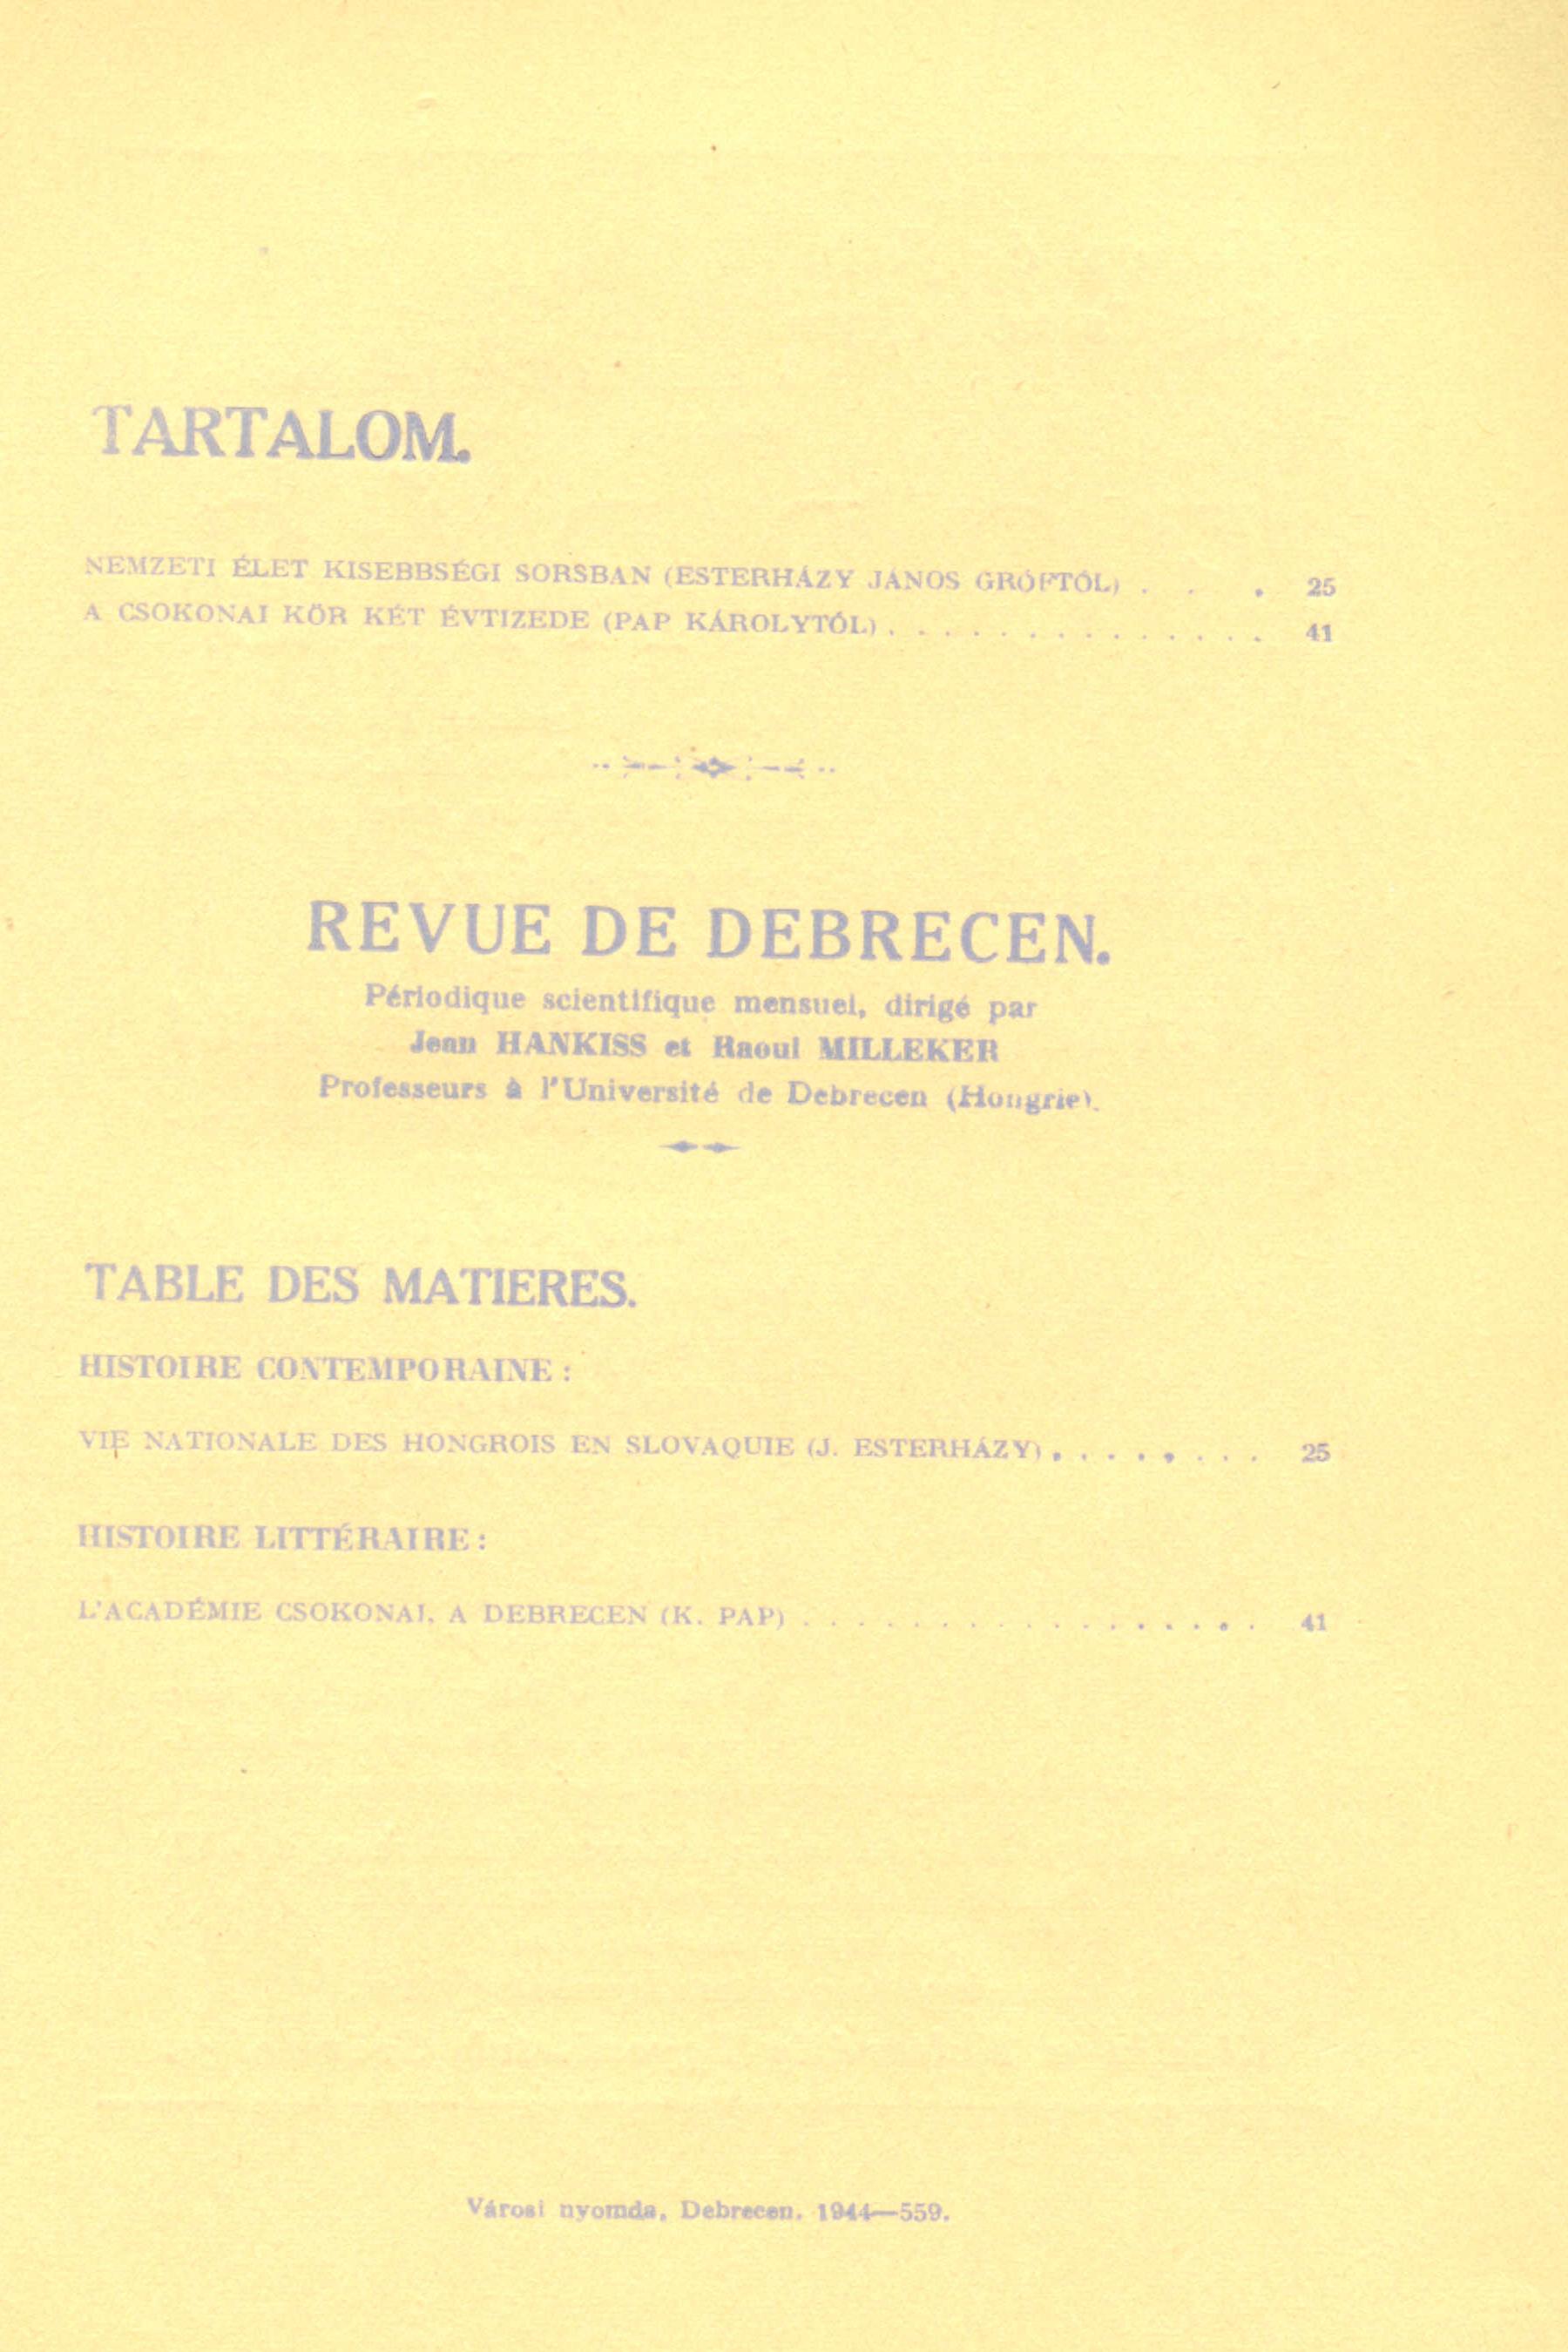 TARTALOM.
NEMZETI ÉLET KISEBBSÉGI SORSBAN (ESTERHÁZY JÁNOS GRÓFTÓL) . . . 25
A CSOKONAI KÖR KÉT ÉVTIZEDE (PAP KÁROLYTÓL) . . . . . . . . . . . . . . 41
REVUE DE DEBRECEN.
Périodique scientifique mensuel, dirigé par
Jean HANKISS et Raoul MILLEKER
Professeurs à l'Université de Debrecen (Hongrie).
TABLE DES MATIERES.
HISTOIRE CONTEMPORAINE :
VIE NATIONALE DES HONGROIS EN SLOVAQUIE (J. ESTERHÁZY) . . . . . . . . 25
HISTOIRE LITTÉRAIRE :
L'ACADÉMIE CSOKONAI, A DEBRECEN (K. PAP) . . . . . . . . . . . . . . . . . 41
Városi nyomda, Debrecen. 1944—559.